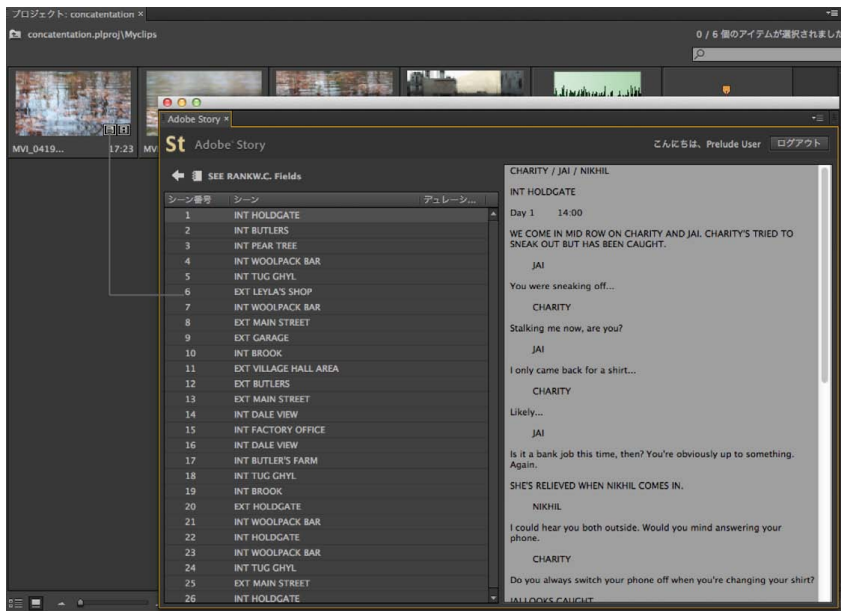 プロジェクト: concatentation ×
concatentation.plproj\Myclips
0 / 6 個のアイテムが選択されました
MVI_0419...
17:23
Adobe Story ×
St Adobe® Story
こんにちは、Prelude User
ログアウト
SEE RANKW.C. Fields
シーン番号 シーン デュレーシ...
1 INT HOLDGATE
2 INT BUTLERS
3 INT PEAR TREE
4 INT WOOLPACK BAR
5 INT TUG GHYL
6 EXT LEYLA'S SHOP
7 INT WOOLPACK BAR
8 EXT MAIN STREET
9 EXT GARAGE
10 INT BROOK
11 EXT VILLAGE HALL AREA
12 EXT BUTLERS
13 EXT MAIN STREET
14 INT DALE VIEW
15 INT FACTORY OFFICE
16 INT DALE VIEW
17 INT BUTLER'S FARM
18 INT TUG GHYL
19 INT BROOK
20 EXT HOLDGATE
21 INT WOOLPACK BAR
22 INT HOLDGATE
23 INT WOOLPACK BAR
24 INT TUG GHYL
25 EXT MAIN STREET
26 INT HOLDGATE
CHARITY / JAI / NIKHIL
INT HOLDGATE
Day 1 14:00
WE COME IN MID ROW ON CHARITY AND JAI. CHARITY'S TRIED TO
SNEAK OUT BUT HAS BEEN CAUGHT.
JAI
You were sneaking off...
CHARITY
Stalking me now, are you?
JAI
I only came back for a shirt...
CHARITY
Likely...
JAI
Is it a bank job this time, then? You're obviously up to something.
Again.
SHE'S RELIEVED WHEN NIKHIL COMES IN.
NIKHIL
I could hear you both outside. Would you mind answering your
phone.
CHARITY
Do you always switch your phone off when you're changing your shirt?
JAI LOOKS CAUGHT